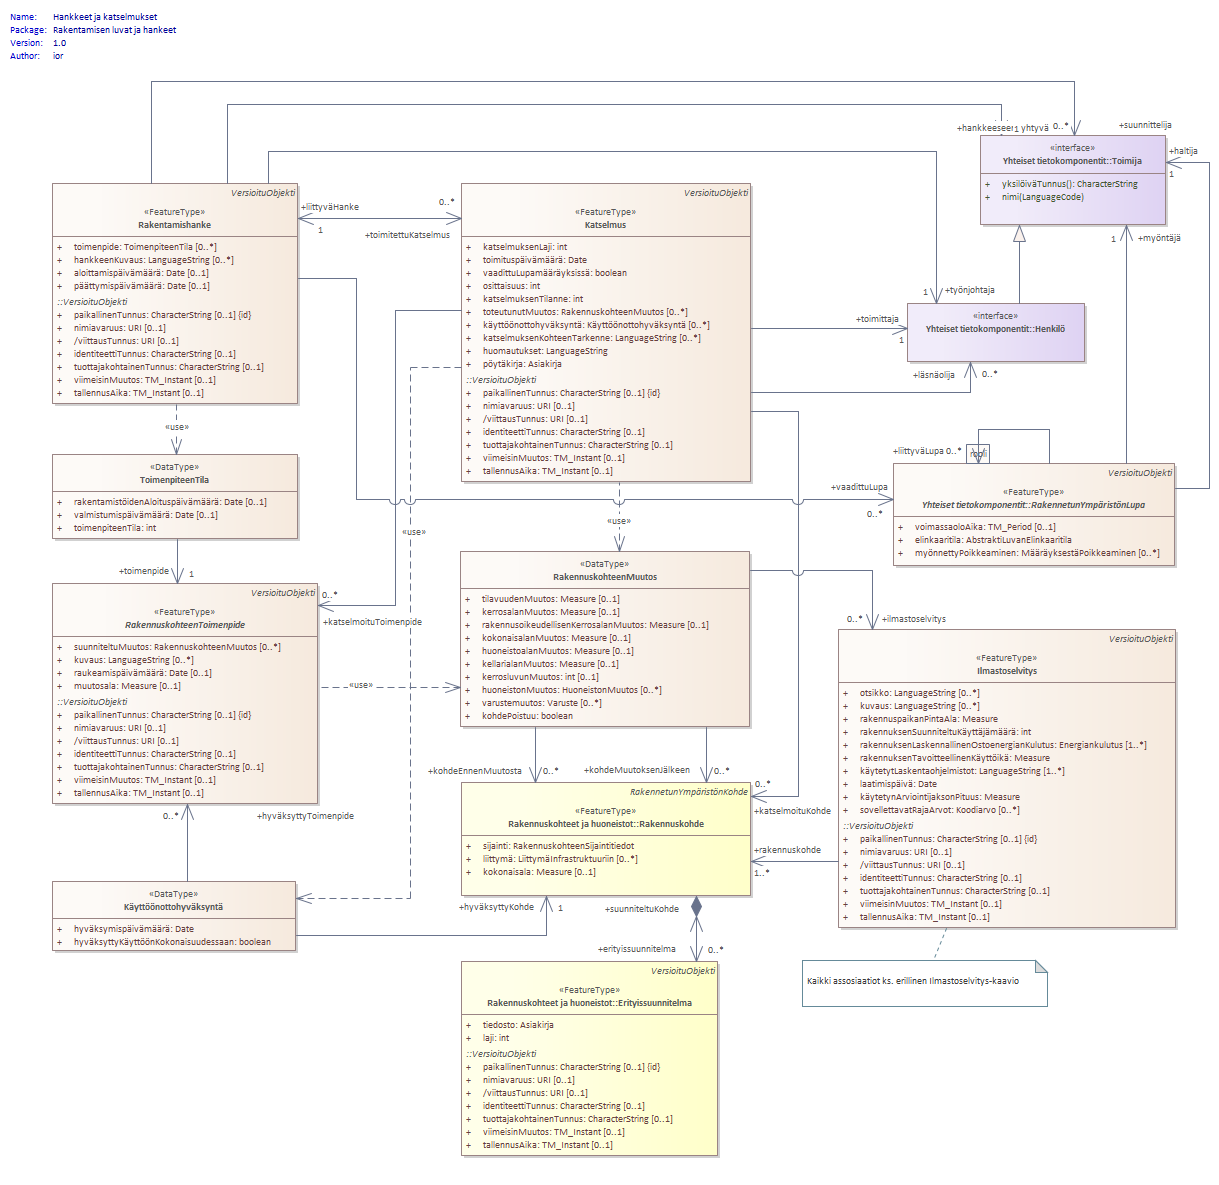 Name: Hankkeet ja katselmukset
Package: Rakentamisen luvat ja hankeet
Version: 1.0
Author: ior
+hankkeeseen
1
yhtyvä
0..*
+suunnittelija
+haltija
1
«interface»
Yhteiset tietokomponentit::Toimija
+ yksilöiväTunnus(): CharacterString
+ nimi(LanguageCode)
1
+myöntäjä
VersioituObjekti
«FeatureType»
Rakentamishanke
+ toimenpide: ToimenpiteenTila [0..*]
+ hankkeenKuvaus: LanguageString [0..*]
+ aloittamispäivämäärä: Date [0..1]
+ päättymispäivämäärä: Date [0..1]
::VersioituObjekti
+ paikallinenTunnus: CharacterString [0..1] {id}
+ nimiavaruus: URI [0..1]
+ /viittausTunnus: URI [0..1]
+ identiteettiTunnus: CharacterString [0..1]
+ tuottajakohtainenTunnus: CharacterString [0..1]
+ viimeisinMuutos: TM_Instant [0..1]
+ tallennusAika: TM_Instant [0..1]
+liittyväHanke
1
0..*
+toimitettuKatselmus
VersioituObjekti
«FeatureType»
Katselmus
+ katselmuksenLaji: int
+ toimituspäivämäärä: Date
+ vaadittuLupamääräyksissä: boolean
+ osittaisuus: int
+ katselmuksenTilanne: int
+ toteutunutMuutos: RakennuskohteenMuutos [0..*]
+ käyttöönottohyväksyntä: Käyttöönottohyväksyntä [0..*]
+ katselmuksenKohteenTarkenne: LanguageString [0..*]
+ huomautukset: LanguageString
+ pöytäkirja: Asiakirja
::VersioituObjekti
+ paikallinenTunnus: CharacterString [0..1] {id}
+ nimiavaruus: URI [0..1]
+ /viittausTunnus: URI [0..1]
+ identiteettiTunnus: CharacterString [0..1]
+ tuottajakohtainenTunnus: CharacterString [0..1]
+ viimeisinMuutos: TM_Instant [0..1]
+ tallennusAika: TM_Instant [0..1]
1
+työnjohtaja
+toimittaja
1
«interface»
Yhteiset tietokomponentit::Henkilö
+läsnäolija
0..*
+liittyväLupa 0..*
rooli
+vaadittuLupa
0..*
VersioituObjekti
«FeatureType»
Yhteiset tietokomponentit::RakennetunYmpäristönLupa
+ voimassaoloAika: TM_Period [0..1]
+ elinkaaritila: AbstraktiLuvanElinkaaritila
+ myönnettyPoikkeaminen: MääräyksestäPoikkeaminen [0..*]
«use»
«DataType»
ToimenpiteenTila
+ rakentamistöidenAloituspäivämäärä: Date [0..1]
+ valmistumispäivämäärä: Date [0..1]
+ toimenpiteenTila: int
+toimenpide
1
«use»
«use»
VersioituObjekti
«FeatureType»
RakennuskohteenToimenpide
+ suunniteltuMuutos: RakennuskohteenMuutos [0..*]
+ kuvaus: LanguageString [0..*]
+ raukeamispäivämäärä: Date [0..1]
+ muutosala: Measure [0..1]
::VersioituObjekti
+ paikallinenTunnus: CharacterString [0..1] {id}
+ nimiavaruus: URI [0..1]
+ /viittausTunnus: URI [0..1]
+ identiteettiTunnus: CharacterString [0..1]
+ tuottajakohtainenTunnus: CharacterString [0..1]
+ viimeisinMuutos: TM_Instant [0..1]
+ tallennusAika: TM_Instant [0..1]
0..*
+katselmoituToimenpide
«use»
«DataType»
RakennuskohteenMuutos
+ tilavuudenMuutos: Measure [0..1]
+ kerrosalanMuutos: Measure [0..1]
+ rakennusoikeudellisenKerrosalanMuutos: Measure [0..1]
+ kokonaisalanMuutos: Measure [0..1]
+ huoneistoalanMuutos: Measure [0..1]
+ kellarialanMuutos: Measure [0..1]
+ kerrosluvunMuutos: int [0..1]
+ huoneistonMuutos: HuoneistonMuutos [0..*]
+ varustemuutos: Varuste [0..*]
+ kohdePoistuu: boolean
0..*
+ilmastoselvitys
VersioituObjekti
«FeatureType»
Ilmastoselvitys
+ otsikko: LanguageString [0..*]
+ kuvaus: LanguageString [0..*]
+ rakennuspaikanPintaAla: Measure
+ rakennuksenSuunniteltuKäyttäjämäärä: int
+ rakennuksenLaskennallinenOstoenergianKulutus: Energiankulutus [1..*]
+ rakennuksenTavoitteellinenKäyttöikä: Measure
+ käytetytLaskentaohjelmistot: LanguageString [1..*]
+ laatimispäivä: Date
+ käytetynArviointijaksonPituus: Measure
+ sovellettavatRajaArvot: Koodiarvo [0..*]
::VersioituObjekti
+ paikallinenTunnus: CharacterString [0..1] {id}
+ nimiavaruus: URI [0..1]
+ /viittausTunnus: URI [0..1]
+ identiteettiTunnus: CharacterString [0..1]
+ tuottajakohtainenTunnus: CharacterString [0..1]
+ viimeisinMuutos: TM_Instant [0..1]
+ tallennusAika: TM_Instant [0..1]
+kohdeEnnenMuutosta
0..*
+kohdeMuutoksenJälkeen
0..*
0..*
+katselmoituKohde
+rakennuskohde
1..*
RakennetunYmpäristönKohde
«FeatureType»
Rakennuskohteet ja huoneistot::Rakennuskohde
+ sijainti: RakennuskohteenSijaintitiedot
+ liittymä: LiittymäInfrastruktuuriin [0..*]
+ kokonaisala: Measure [0..1]
0..*
+hyväksyttyToimenpide
«DataType»
Käyttöönottohyväksyntä
+ hyväksymispäivämäärä: Date
+ hyväksyttyKäyttöönKokonaisuudessaan: boolean
+hyväksyttyKohde
1
+suunniteltuKohde
+erityissuunnitelma
0..*
VersioituObjekti
«FeatureType»
Rakennuskohteet ja huoneistot::Erityissuunnitelma
+ tiedosto: Asiakirja
+ laji: int
::VersioituObjekti
+ paikallinenTunnus: CharacterString [0..1] {id}
+ nimiavaruus: URI [0..1]
+ /viittausTunnus: URI [0..1]
+ identiteettiTunnus: CharacterString [0..1]
+ tuottajakohtainenTunnus: CharacterString [0..1]
+ viimeisinMuutos: TM_Instant [0..1]
+ tallennusAika: TM_Instant [0..1]
Kaikki assosiaatiot ks. erillinen Ilmastoselvitys-kaavio